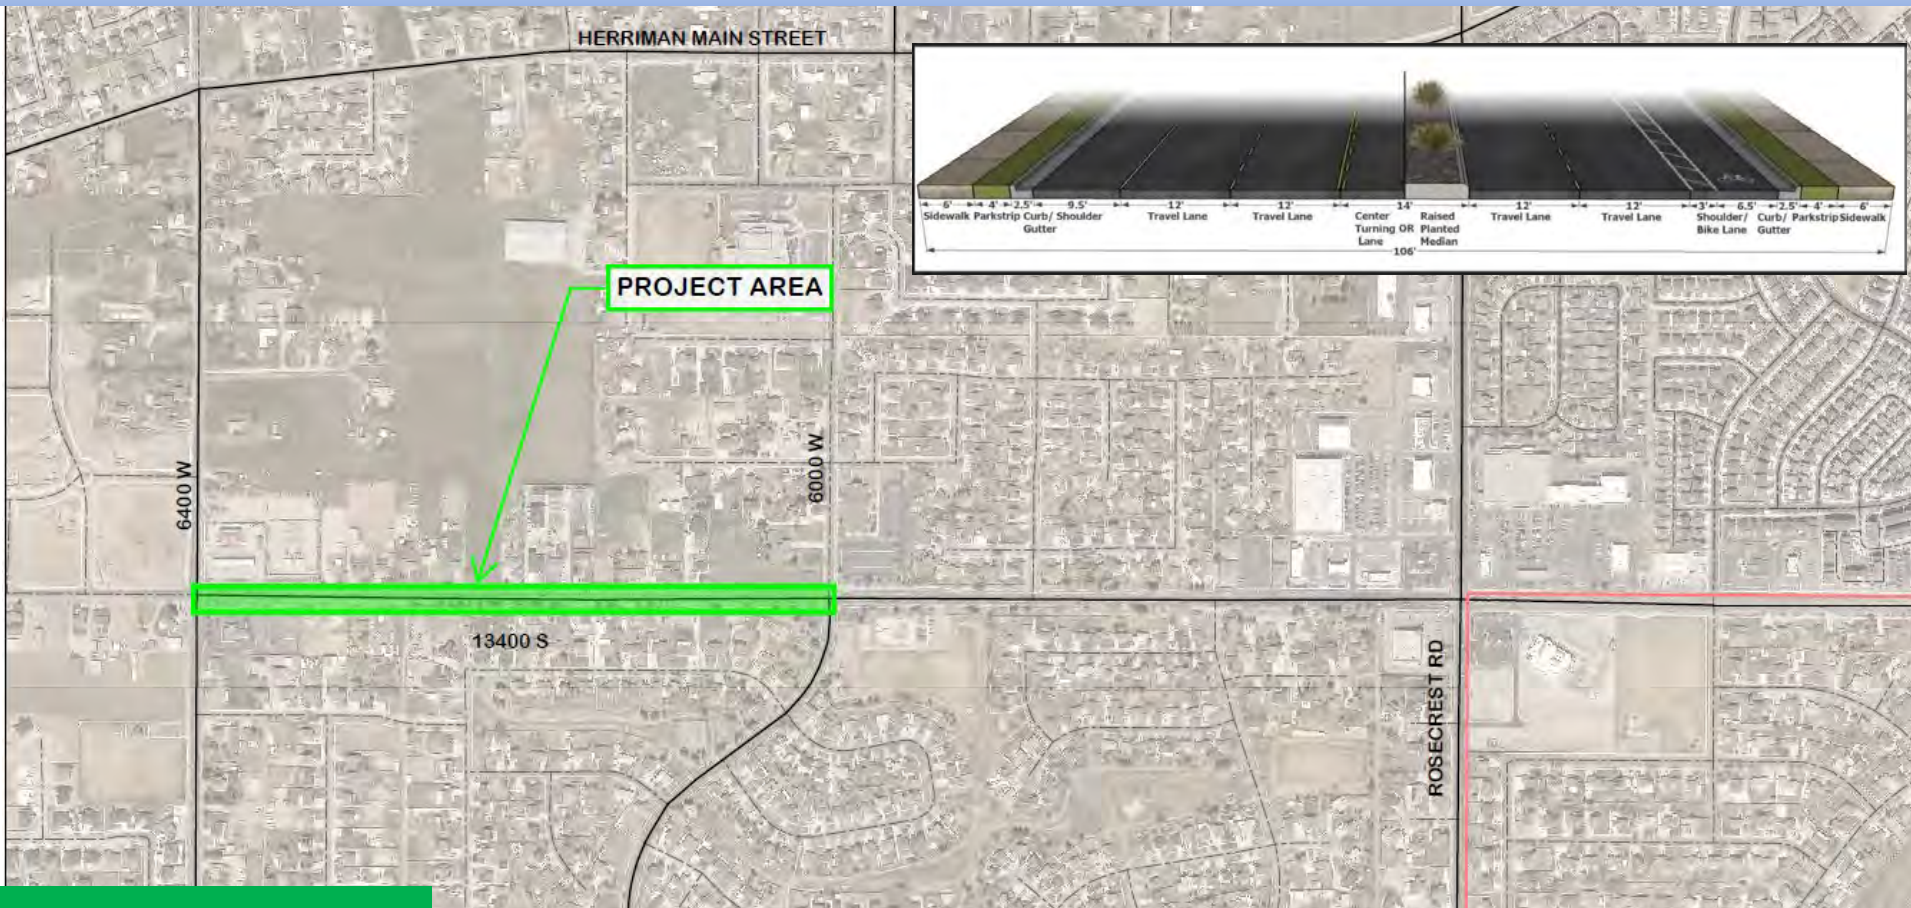 HERRIMAN MAIN STREET
6' 4' 2.5' 9.5' 12' 12' 14' 12' 12' 3' 6.5' 2.5' 4' 6'
Sidewalk Parkstrip Curb/ Shoulder Travel Lane Travel Lane Center Raised Travel Lane Travel Lane Shoulder/ Curb/ Parkstrip Sidewalk
Gutter Turning OR Planted Bike Lane Gutter
Lane Median
106'
PROJECT AREA
6400 W
6000 W
13400 S
ROSECREST RD